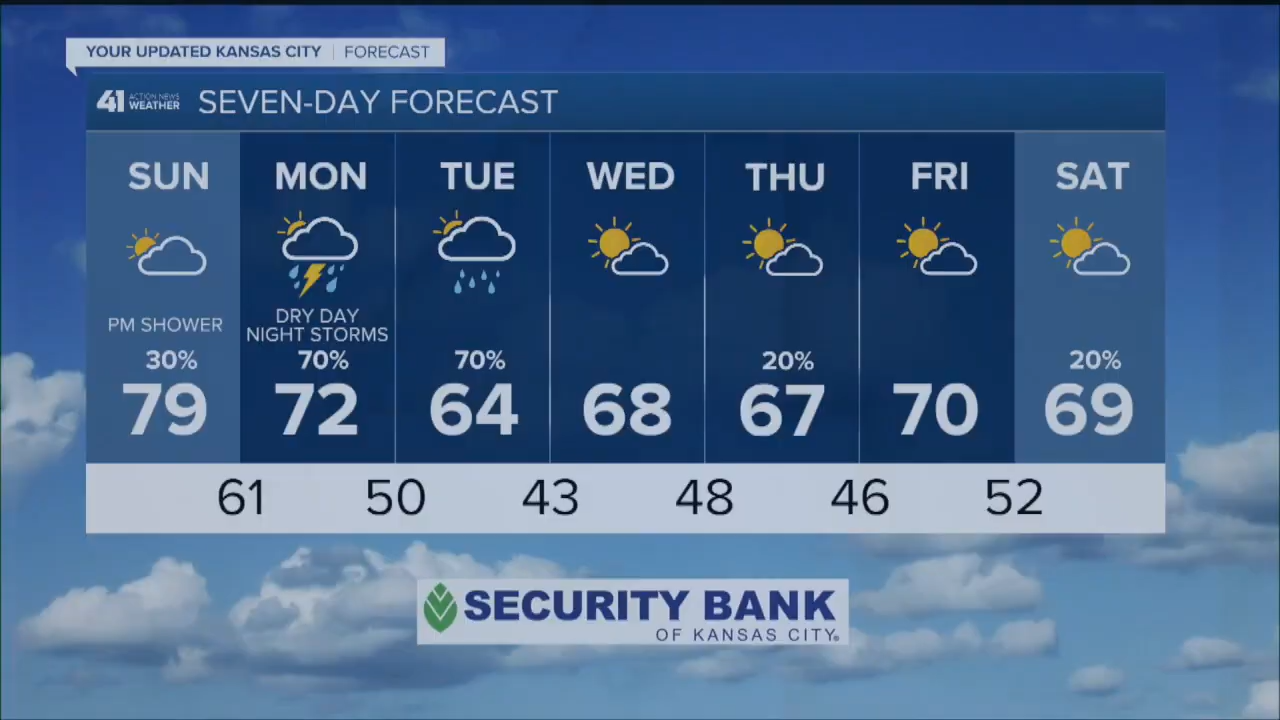 YOUR UPDATED KANSAS CITY | FORECAST
41 ACTION NEWS WEATHER SEVEN-DAY FORECAST
SUN MON TUE WED THU FRI SAT
PM SHOWER DRY DAY NIGHT STORMS
30% 70% 70% 20% 20%
79 72 64 68 67 70 69
61 50 43 48 46 52
SECURITY BANK
OF KANSAS CITY®